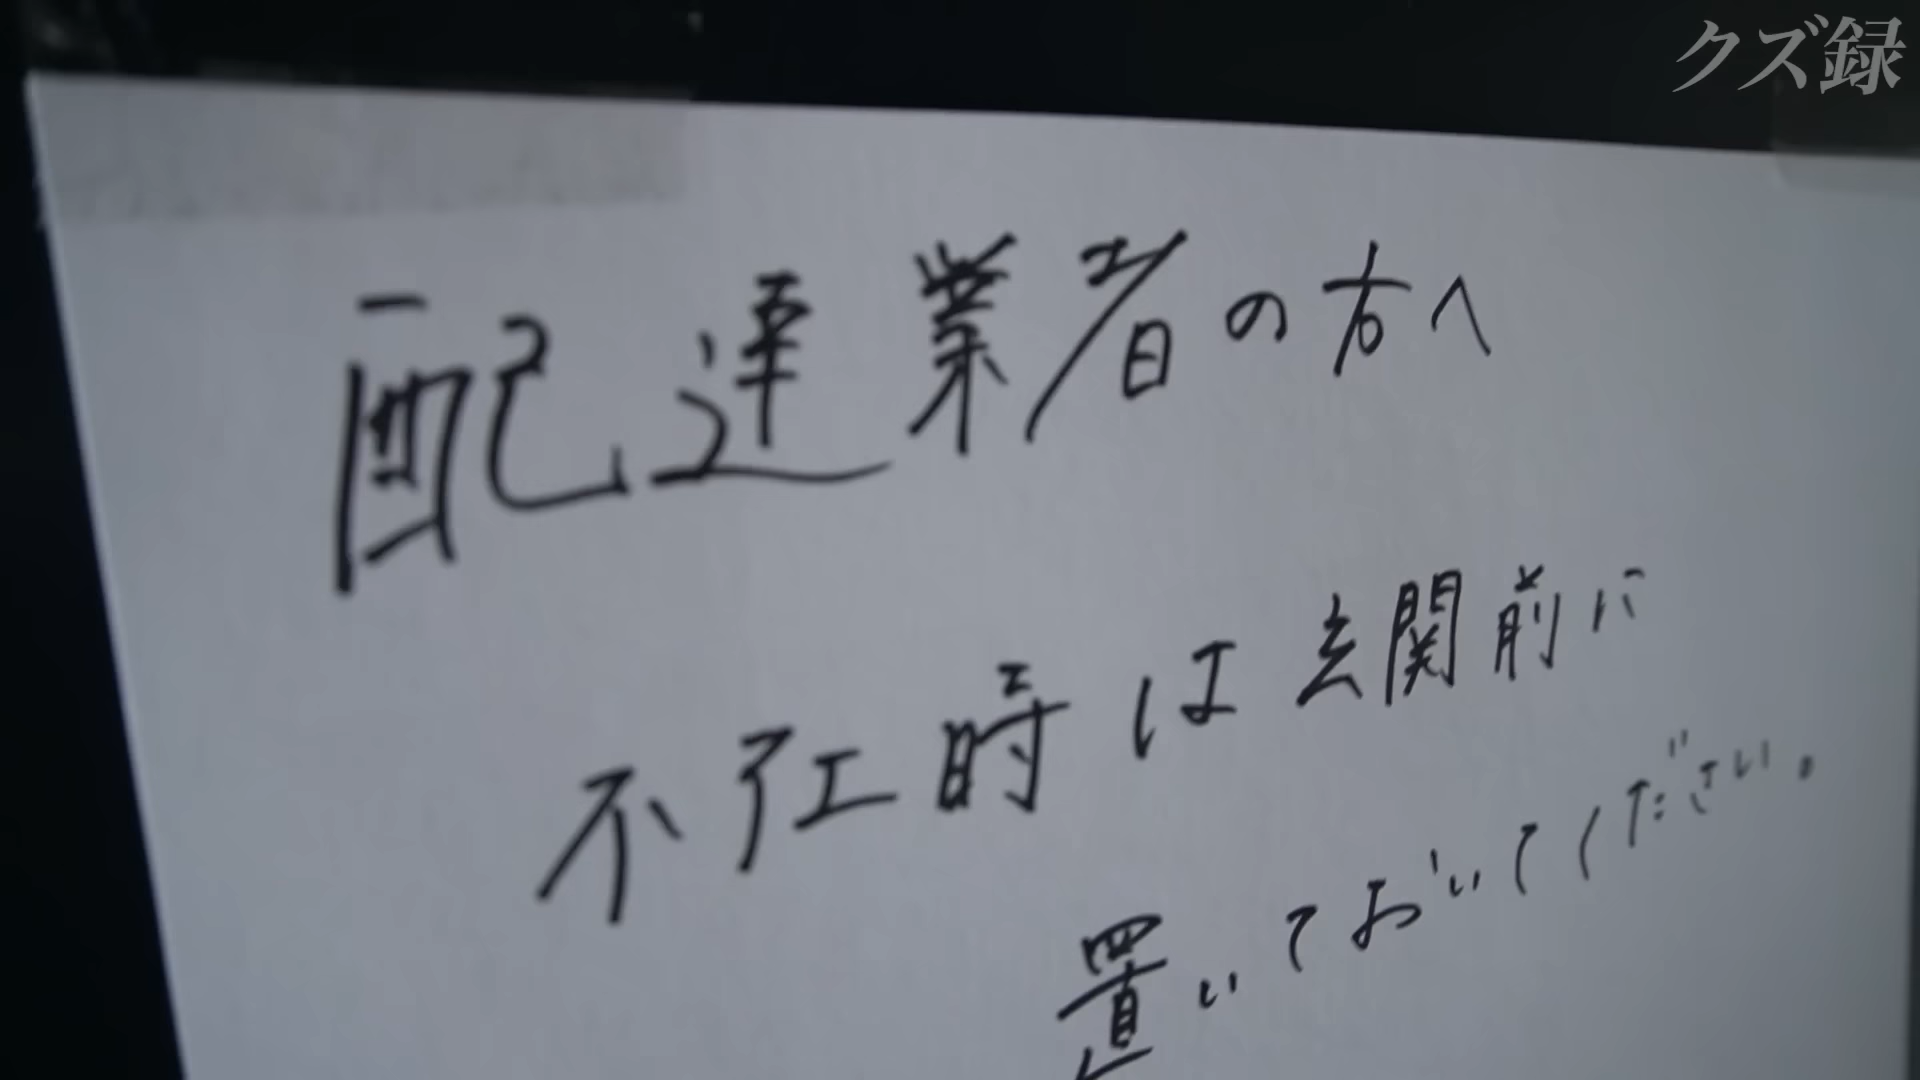 クズ録
配達業者の方へ
不在時は玄関前に
置いておいてください。